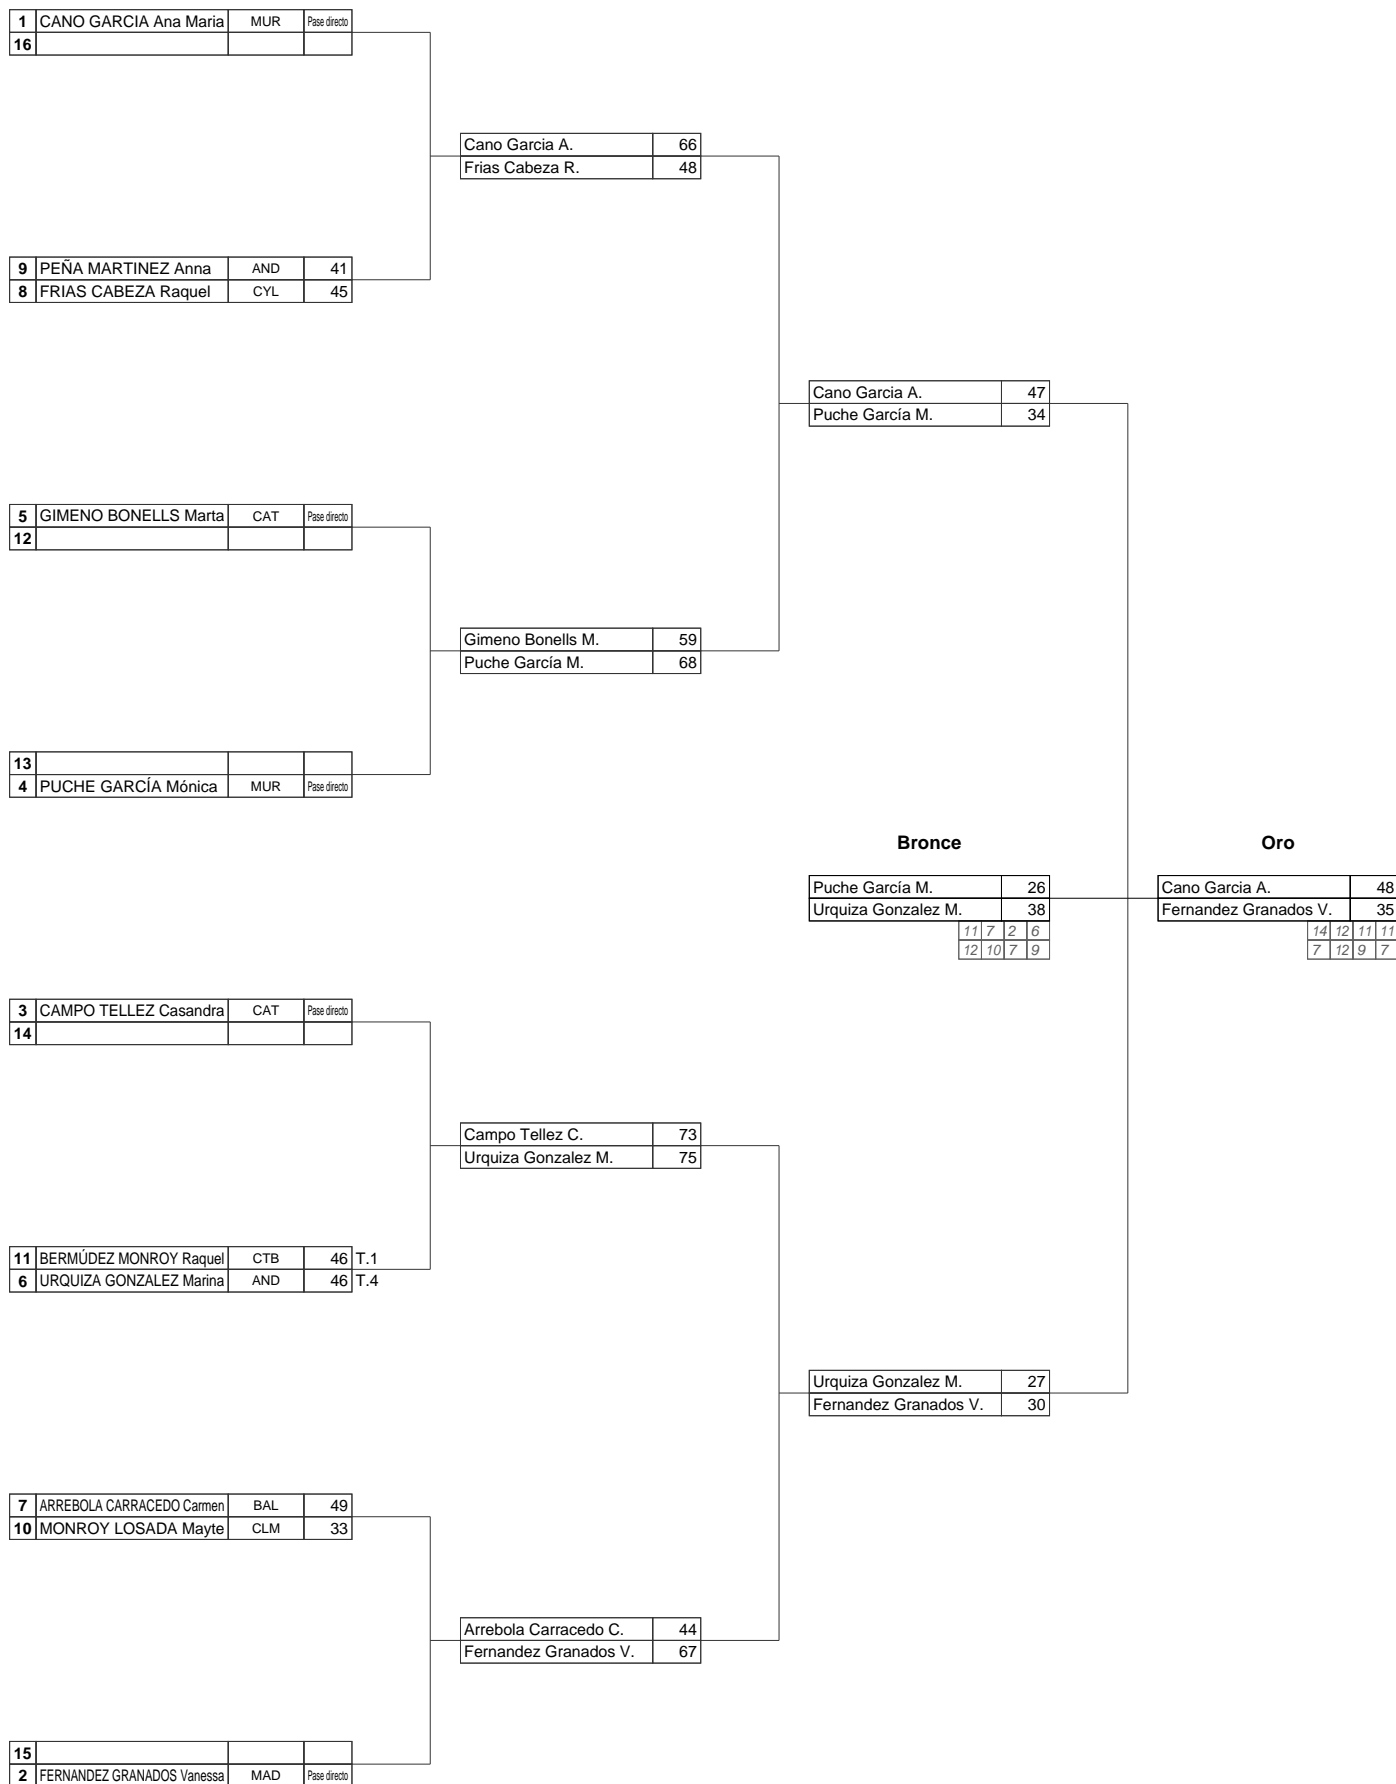 1 CANO GARCIA Ana Maria MUR Pase directo
16
Cano Garcia A. 66
Frias Cabeza R. 48
9 PEÑA MARTINEZ Anna AND 41
8 FRIAS CABEZA Raquel CYL 45
Cano Garcia A. 47
Puche García M. 34
5 GIMENO BONELLS Marta CAT Pase directo
12
Gimeno Bonells M. 59
Puche García M. 68
13
4 PUCHE GARCÍA Mónica MUR Pase directo
Bronce Oro
Puche García M. 26 Cano Garcia A. 48
Urquiza Gonzalez M. 38 Fernandez Granados V. 35
11 7 2 6 14 12 11 11
12 10 7 9 7 12 9 7
3 CAMPO TELLEZ Casandra CAT Pase directo
14
Campo Tellez C. 73
Urquiza Gonzalez M. 75
11 BERMÚDEZ MONROY Raquel CTB 46 T.1
6 URQUIZA GONZALEZ Marina AND 46 T.4
Urquiza Gonzalez M. 27
Fernandez Granados V. 30
7 ARREBOLA CARRACEDO Carmen BAL 49
10 MONROY LOSADA Mayte CLM 33
Arrebola Carracedo C. 44
Fernandez Granados V. 67
15
2 FERNANDEZ GRANADOS Vanessa MAD Pase directo